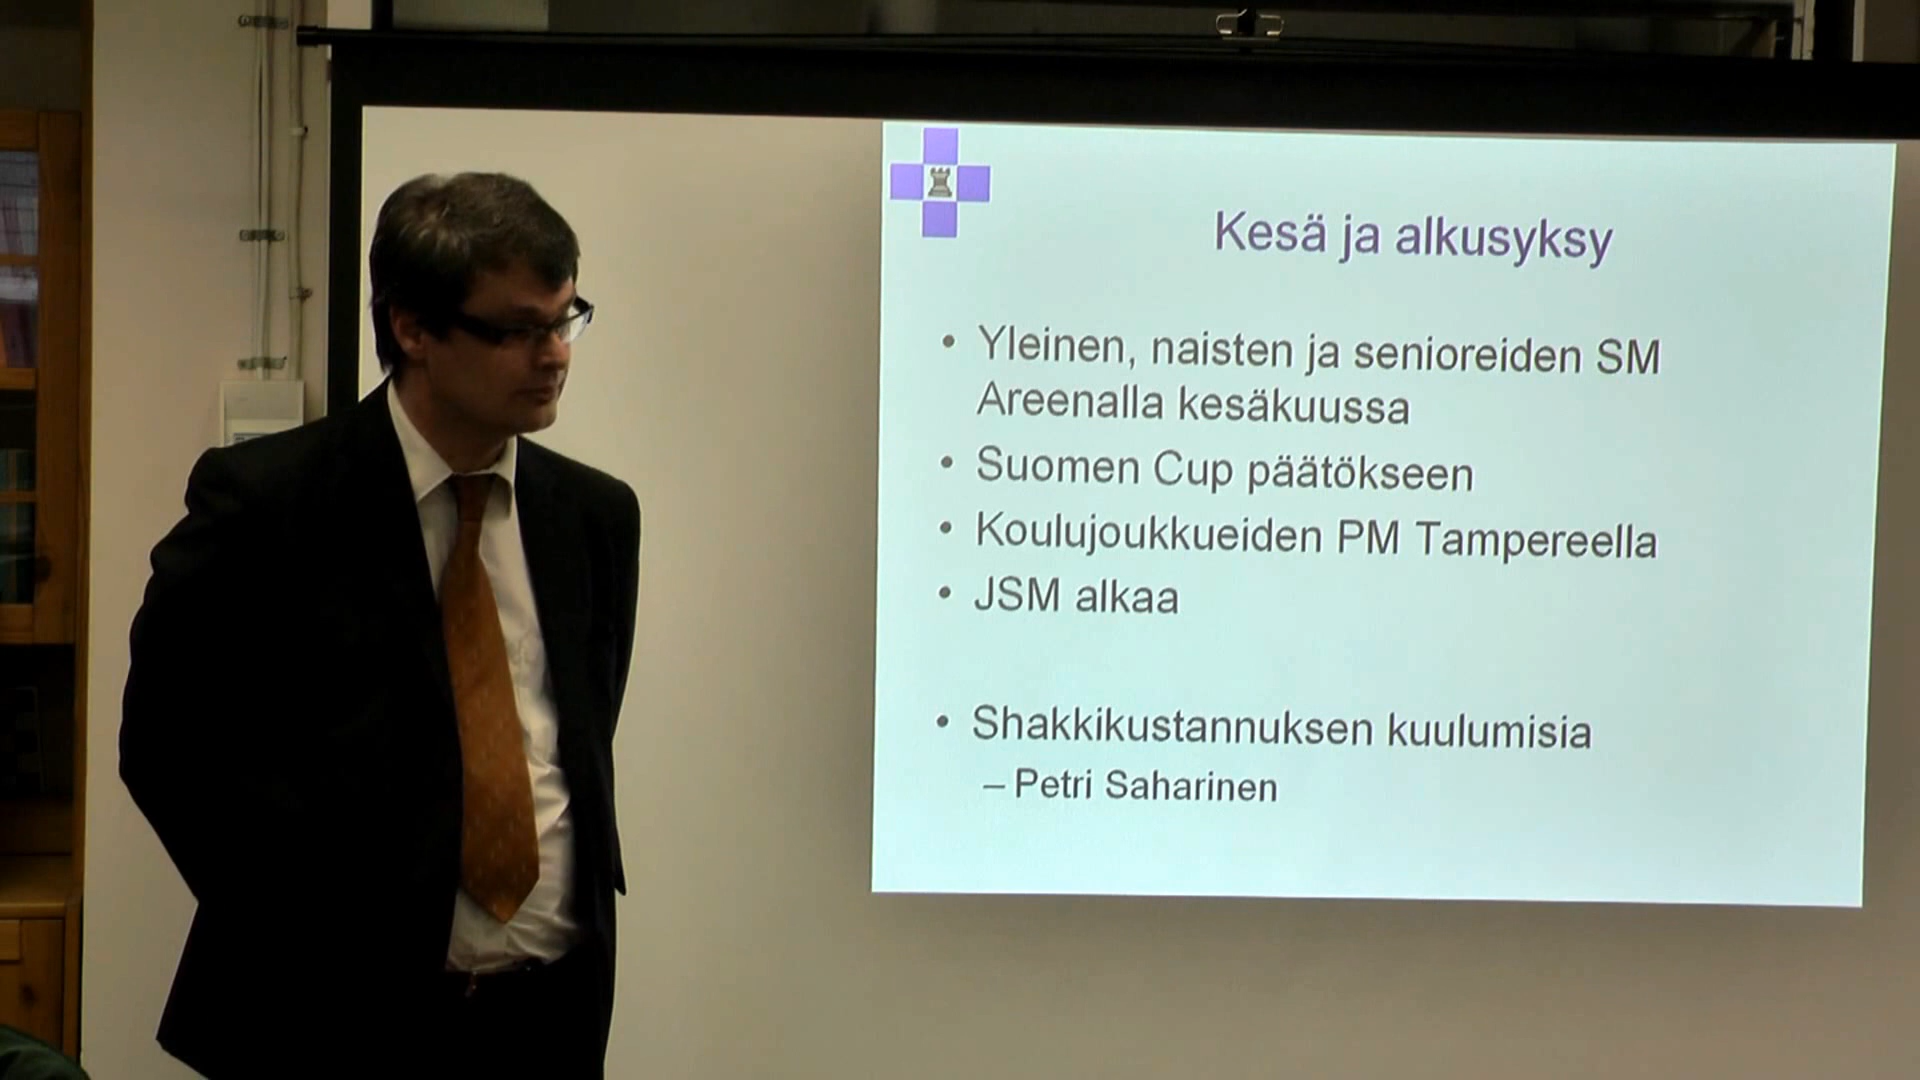 Kesä ja alkusyksy
• Yleinen, naisten ja senioreiden SM
Areenalla kesäkuussa
• Suomen Cup päätökseen
• Koulujoukkueiden PM Tampereella
• JSM alkaa
• Shakkikustannuksen kuulumisia
– Petri Saharinen